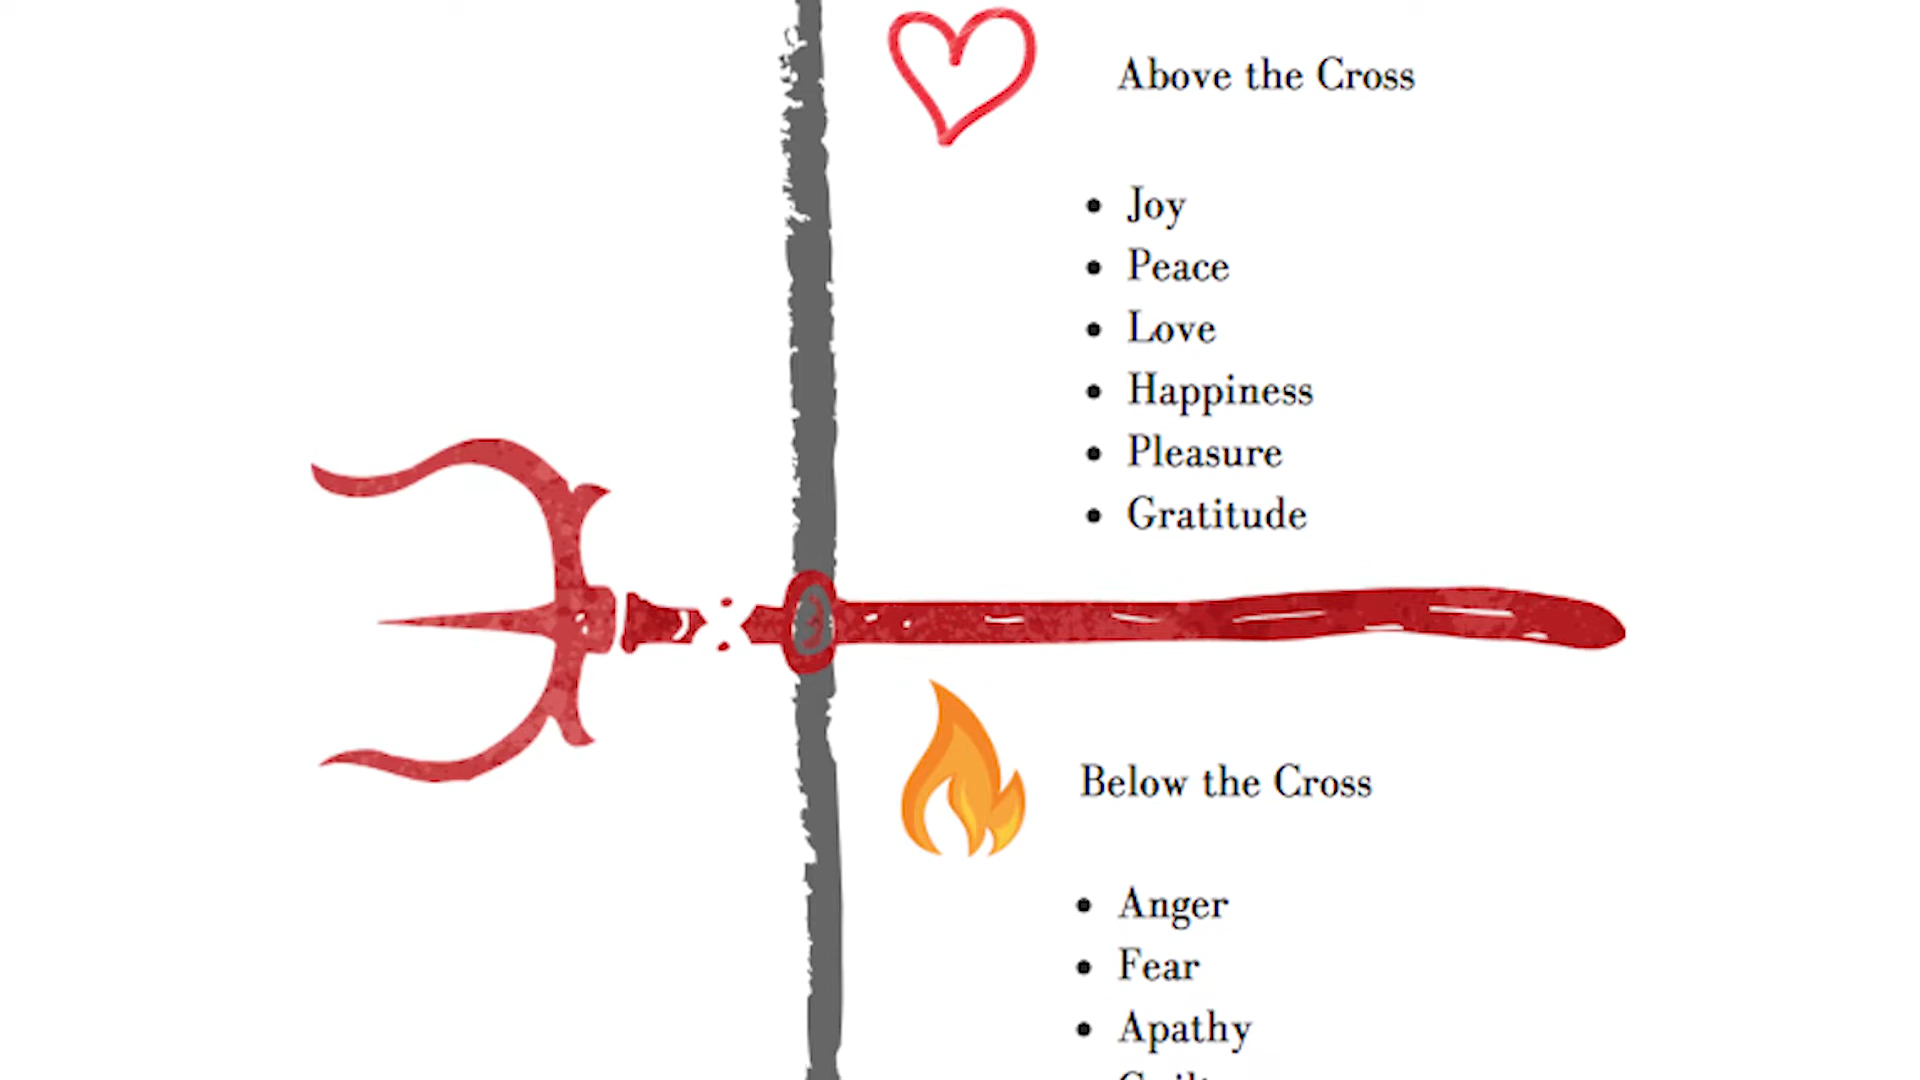 Above the Cross
• Joy
• Peace
• Love
• Happiness
• Pleasure
• Gratitude
Below the Cross
• Anger
• Fear
• Apathy